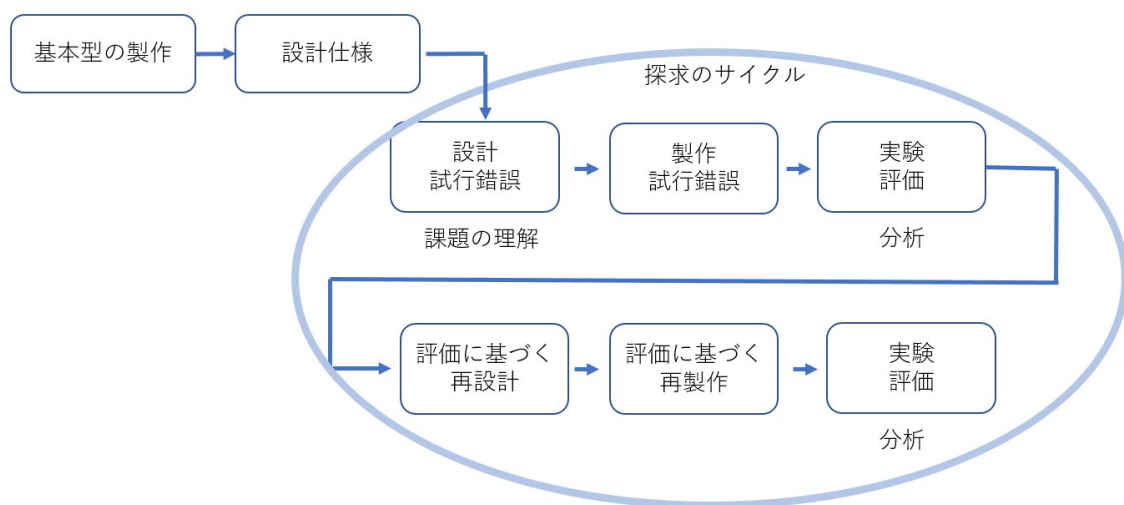 基本型の製作
設計仕様
探求のサイクル
設計
試行錯誤
製作
試行錯誤
実験
評価
課題の理解
分析
評価に基づく
再設計
評価に基づく
再製作
実験
評価
分析